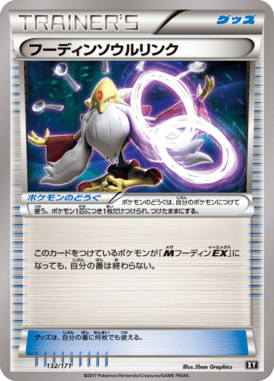 TRAINER'S
グッズ
フーディンソウルリンク
ポケモンのどうぐ
ポケモンのどうぐは、自分のポケモンにつけて
使う。ポケモン1匹につき1枚だけつけられ、つけたままにする。
このカードをつけているポケモンが「MフーディンEX」に
なっても、自分の番は終わらない。
グッズは、自分の番に何枚でも使える。
132/171
Illus.5ban Graphics
XY
©2017 Pokémon/Nintendo/Creatures/GAME FREAK.